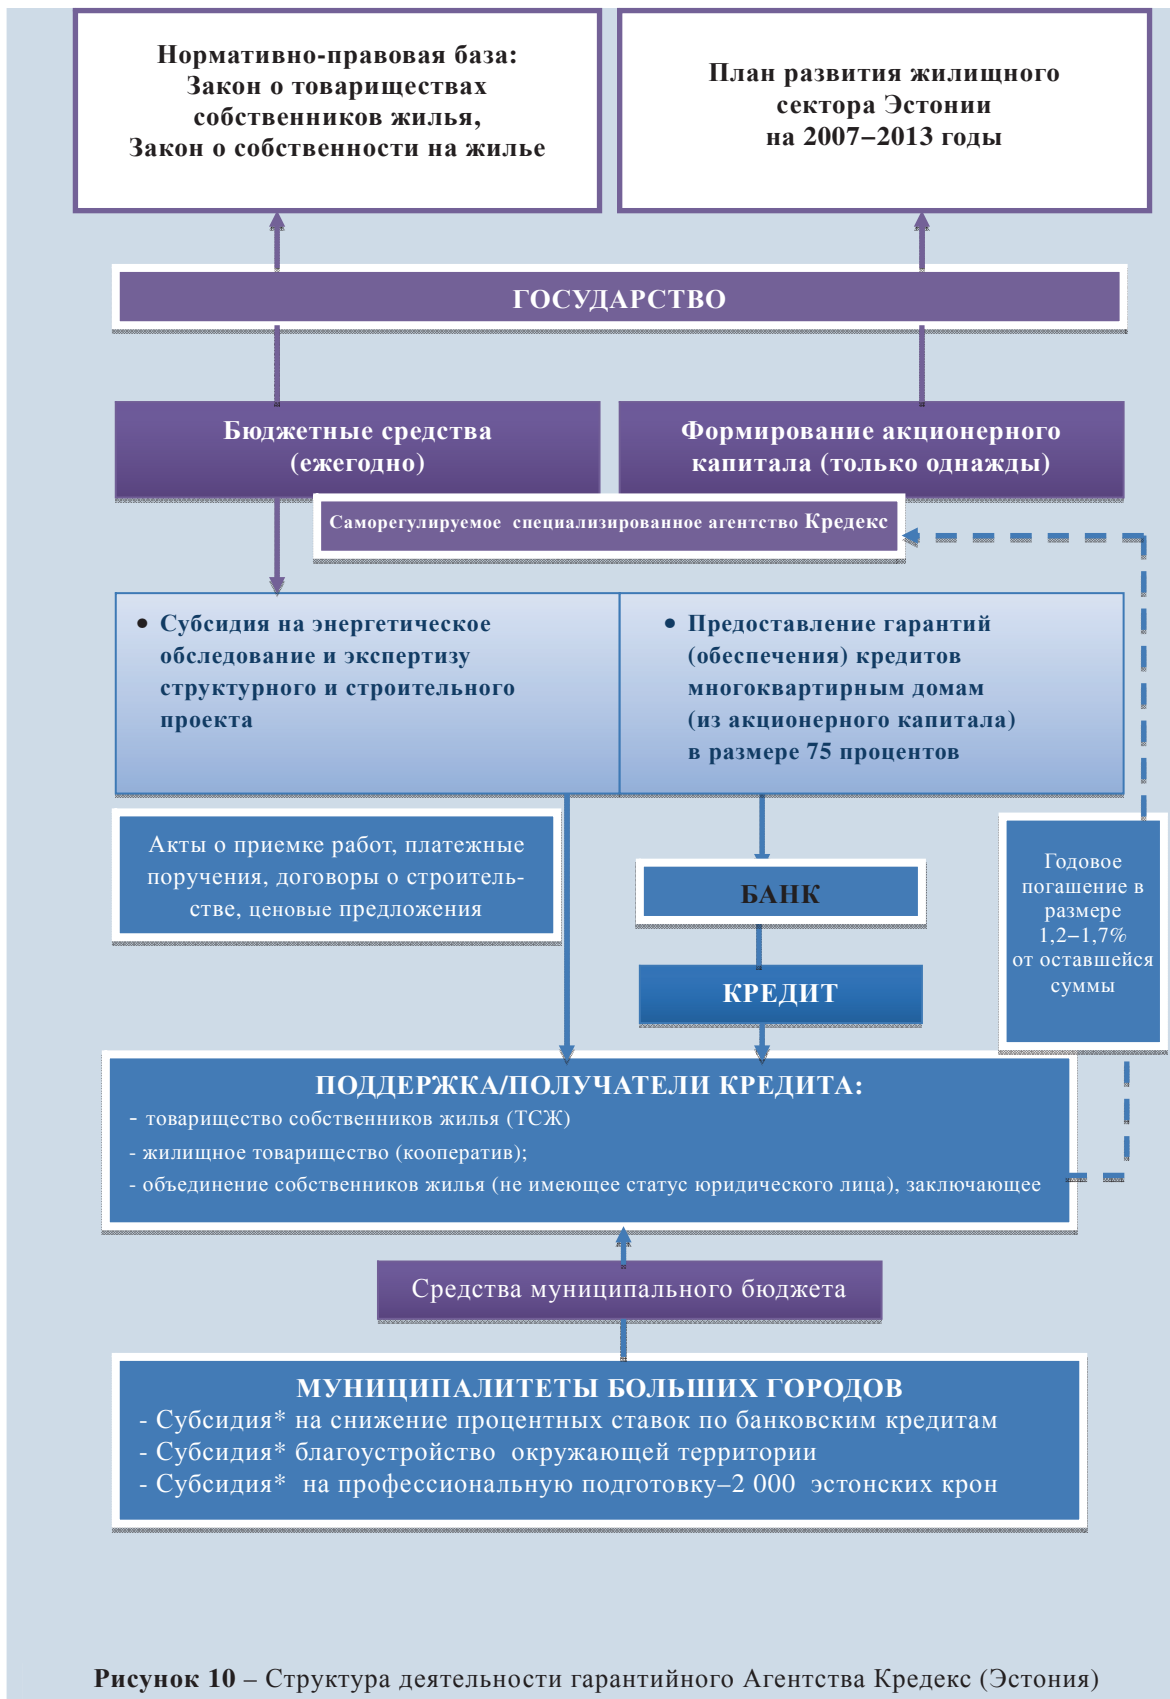 Нормативно-правовая база:
Закон о товариществах
собственников жилья,
Закон о собственности на жилье
План развития жилищного
сектора Эстонии
на 2007–2013 годы
ГОСУДАРСТВО
Бюджетные средства
(ежегодно)
Формирование акционерного
капитала (только однажды)
Саморегулируемое специализированное агентство Кредекс
• Субсидия на энергетическое
обследование и экспертизу
структурного и строительного
проекта
• Предоставление гарантий
(обеспечения) кредитов
многоквартирным домам
(из акционерного капитала)
в размере 75 процентов
Акты о приемке работ, платежные
поручения, договоры о строитель-
стве, ценовые предложения
БАНК
КРЕДИТ
Годовое
погашение в
размере
1,2–1,7%
от оставшейся
суммы
ПОДДЕРЖКА/ПОЛУЧАТЕЛИ КРЕДИТА:
- товарищество собственников жилья (ТСЖ)
- жилищное товарищество (кооператив);
- объединение собственников жилья (не имеющее статус юридического лица), заключающее
Средства муниципального бюджета
МУНИЦИПАЛИТЕТЫ БОЛЬШИХ ГОРОДОВ
- Субсидия* на снижение процентных ставок по банковским кредитам
- Субсидия* благоустройство окружающей территории
- Субсидия* на профессиональную подготовку–2 000 эстонских крон
Рисунок 10 – Структура деятельности гарантийного Агентства Кредекс (Эстония)